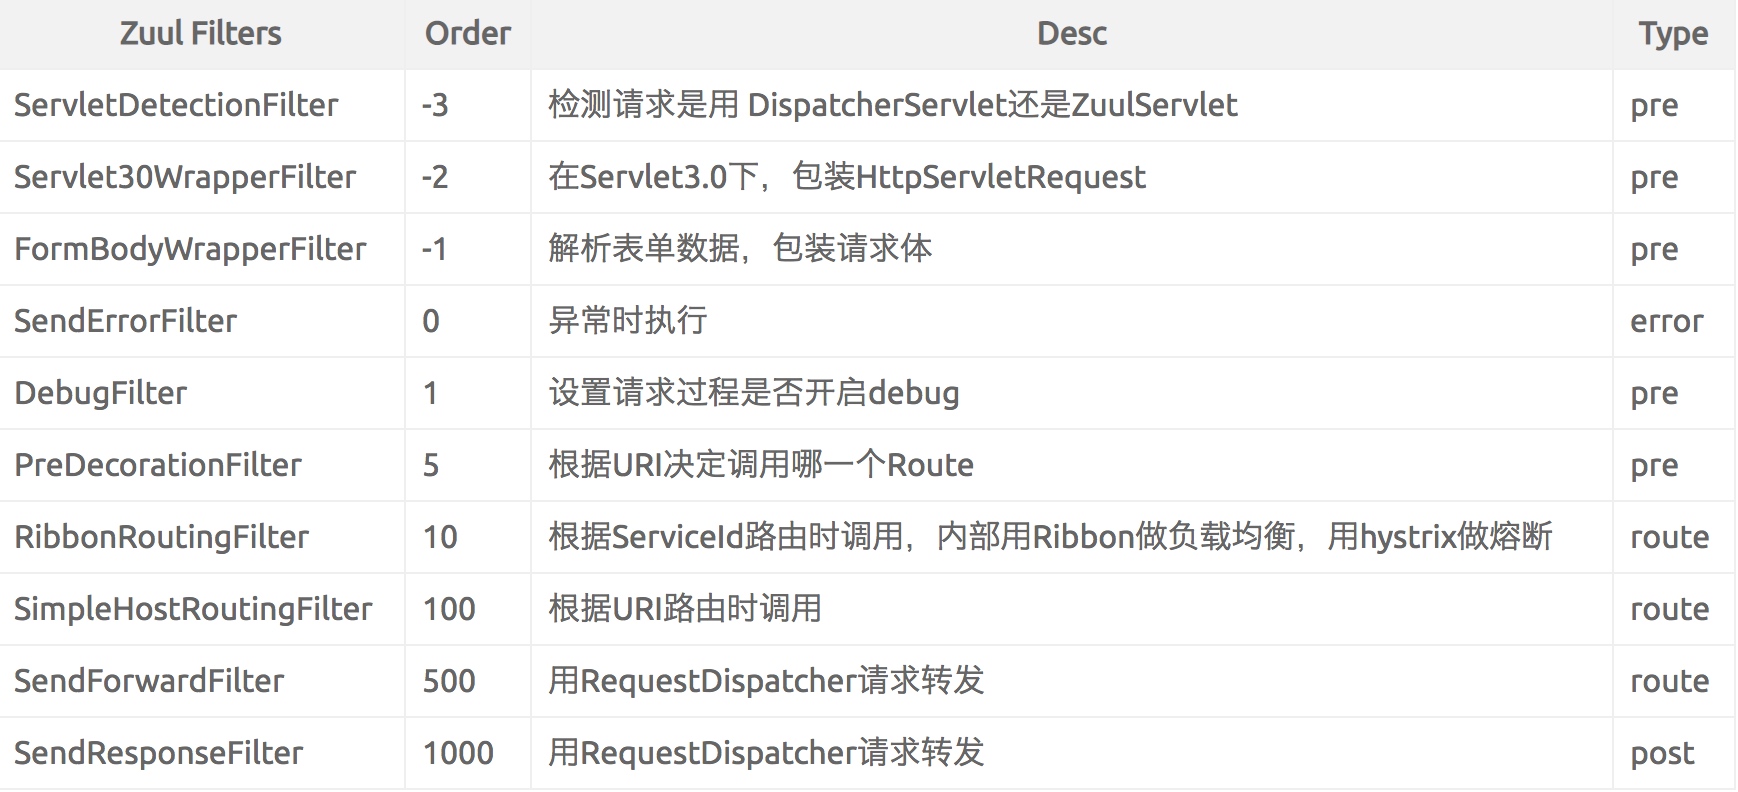 Zuul Filters Order Desc Type
ServletDetectionFilter -3 检测请求是用 DispatcherServlet还是ZuulServlet pre
Servlet30WrapperFilter -2 在Servlet3.0下，包装HttpServletRequest pre
FormBodyWrapperFilter -1 解析表单数据，包装请求体 pre
SendErrorFilter 0 异常时执行 error
DebugFilter 1 设置请求过程是否开启debug pre
PreDecorationFilter 5 根据URI决定调用哪一个Route pre
RibbonRoutingFilter 10 根据ServiceId路由时调用，内部用Ribbon做负载均衡，用hystrix做熔断 route
SimpleHostRoutingFilter 100 根据URI路由时调用 route
SendForwardFilter 500 用RequestDispatcher请求转发 route
SendResponseFilter 1000 用RequestDispatcher请求转发 post